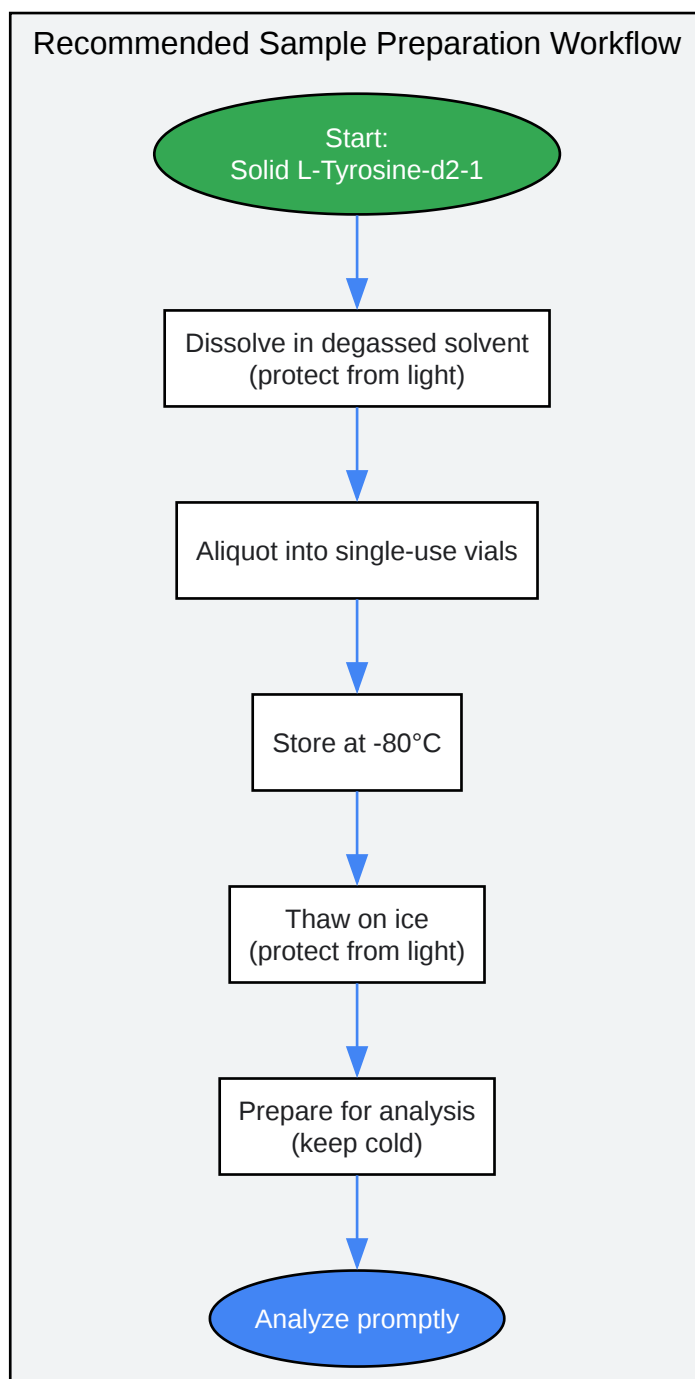 Recommended Sample Preparation Workflow
Start:
Solid L-Tyrosine-d2-1
Dissolve in degassed solvent
(protect from light)
Aliquot into single-use vials
Store at -80°C
Thaw on ice
(protect from light)
Prepare for analysis
(keep cold)
Analyze promptly